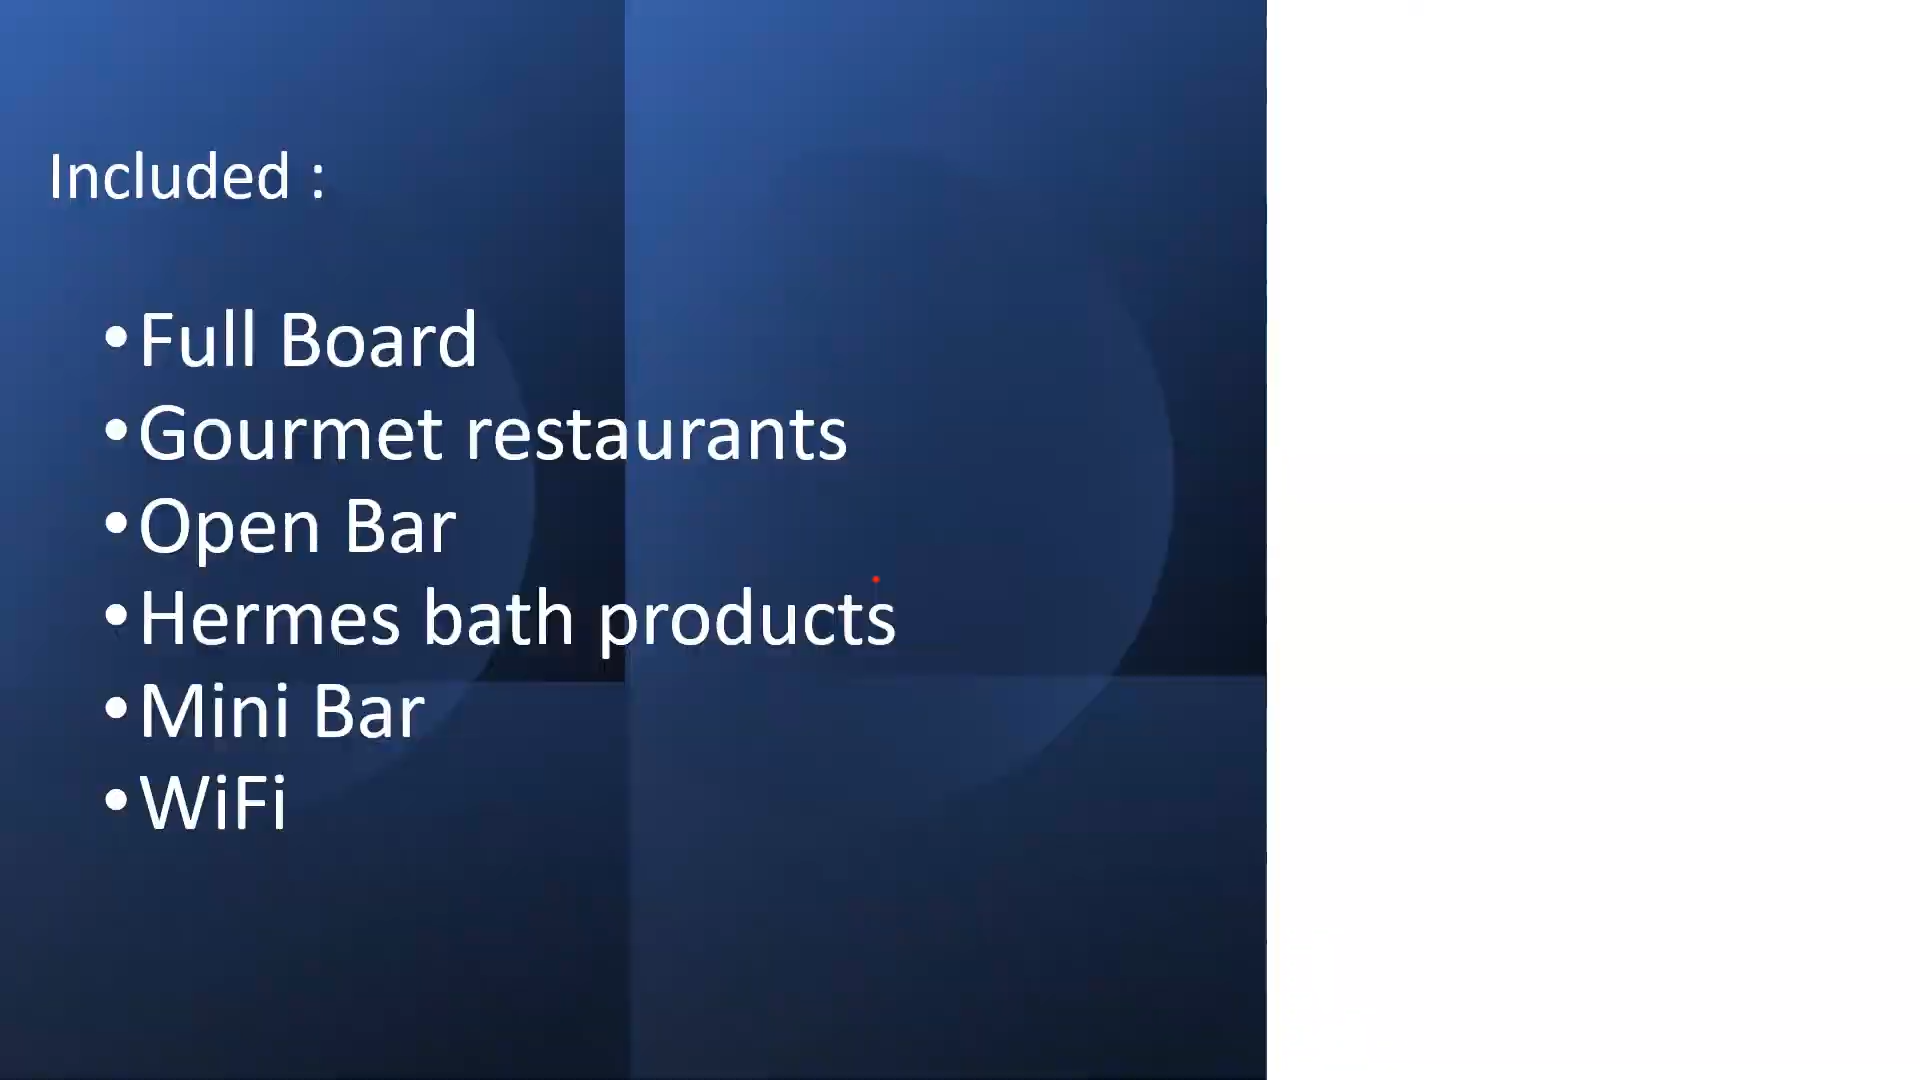 Included :
•Full Board
•Gourmet restaurants
•Open Bar
•Hermes bath products
•Mini Bar
•WiFi